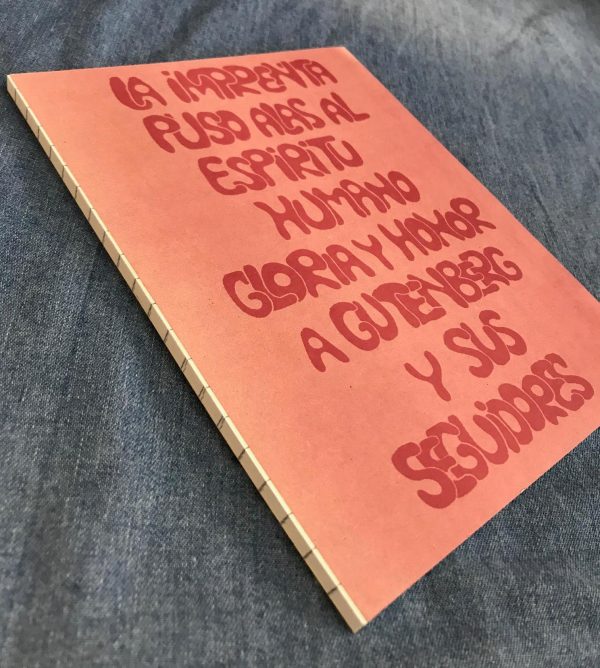 LA IMPRENTA
PUSO ALAS AL
ESPIRITU
HUMANO
GLORIA Y HONOR
A GUTENBERG
Y SUS
SEGUIDORES